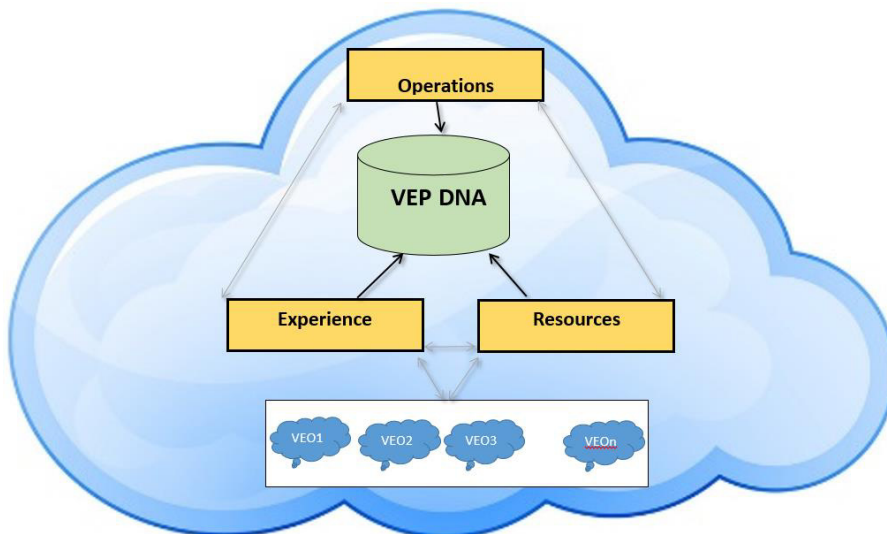 Operations
VEP DNA
Experience
Resources
VEO1
VEO2
VEO3
VEOn